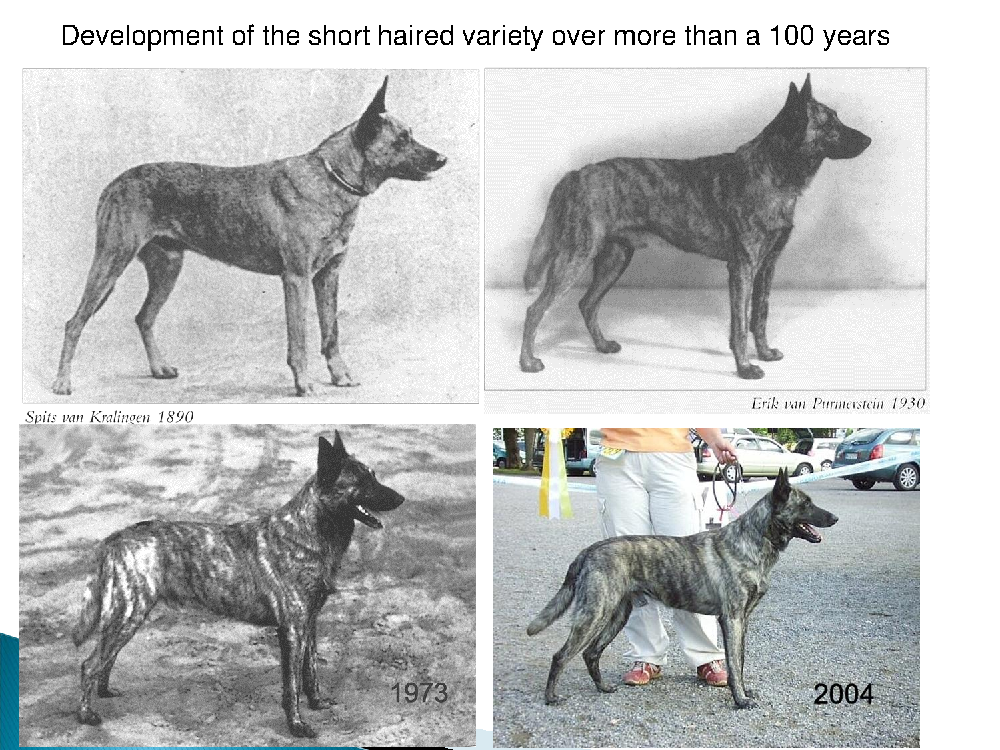 Development of the short haired variety over more than a 100 years
Spits van Kralingen 1890
Erik van Purmerstein 1930
1973
2004